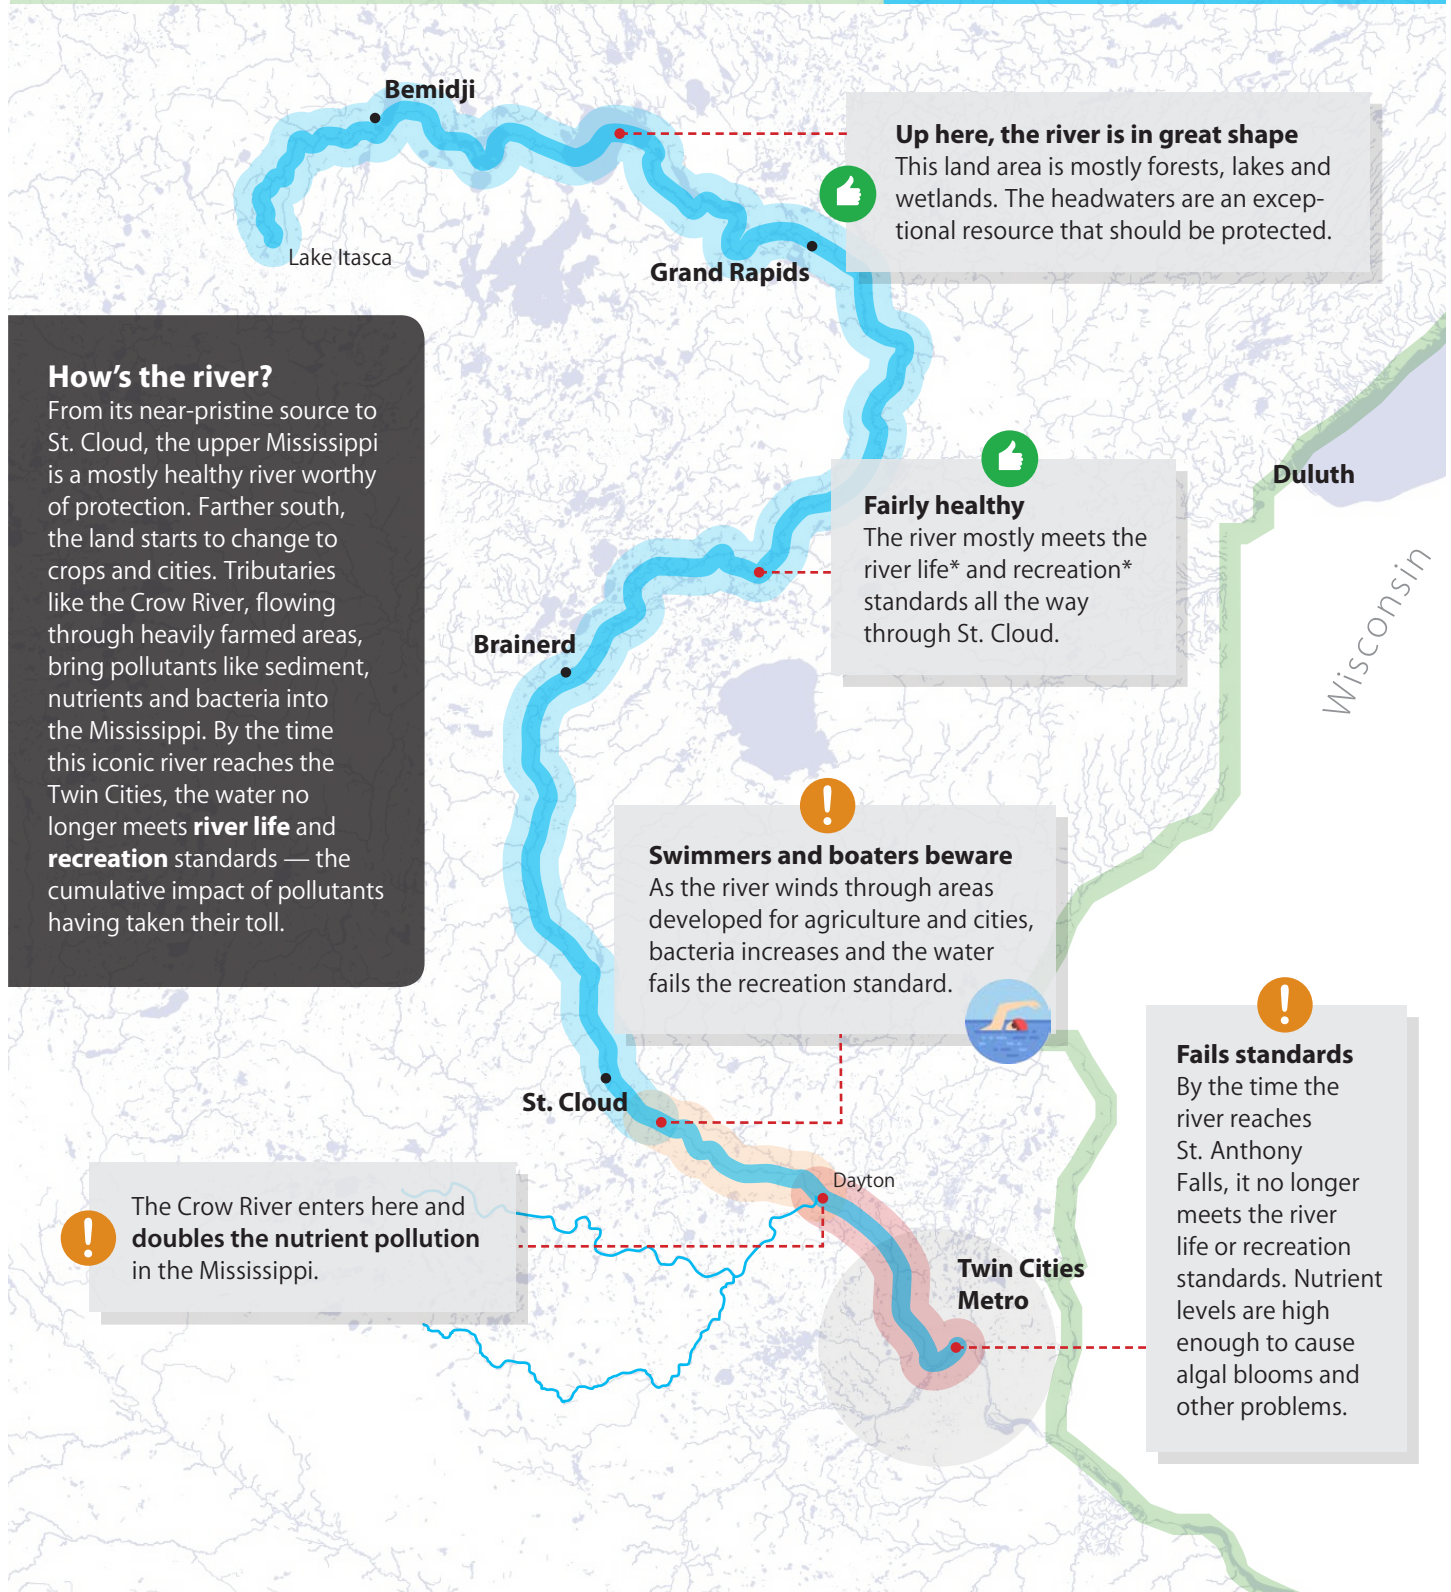 Bemidji
Up here, the river is in great shape
This land area is mostly forests, lakes and
wetlands. The headwaters are an excep-
tional resource that should be protected.
Lake Itasca
Grand Rapids
How's the river?
From its near-pristine source to
St. Cloud, the upper Mississippi
is a mostly healthy river worthy
of protection. Farther south,
the land starts to change to
crops and cities. Tributaries
like the Crow River, flowing
through heavily farmed areas,
bring pollutants like sediment,
nutrients and bacteria into
the Mississippi. By the time
this iconic river reaches the
Twin Cities, the water no
longer meets river life and
recreation standards — the
cumulative impact of pollutants
having taken their toll.
Duluth
Fairly healthy
The river mostly meets the
river life* and recreation*
standards all the way
through St. Cloud.
Wisconsin
Brainerd
Swimmers and boaters beware
As the river winds through areas
developed for agriculture and cities,
bacteria increases and the water
fails the recreation standard.
St. Cloud
Fails standards
By the time the
river reaches
St. Anthony
Falls, it no longer
meets the river
life or recreation
standards. Nutrient
levels are high
enough to cause
algal blooms and
other problems.
Dayton
The Crow River enters here and
doubles the nutrient pollution
in the Mississippi.
Twin Cities
Metro